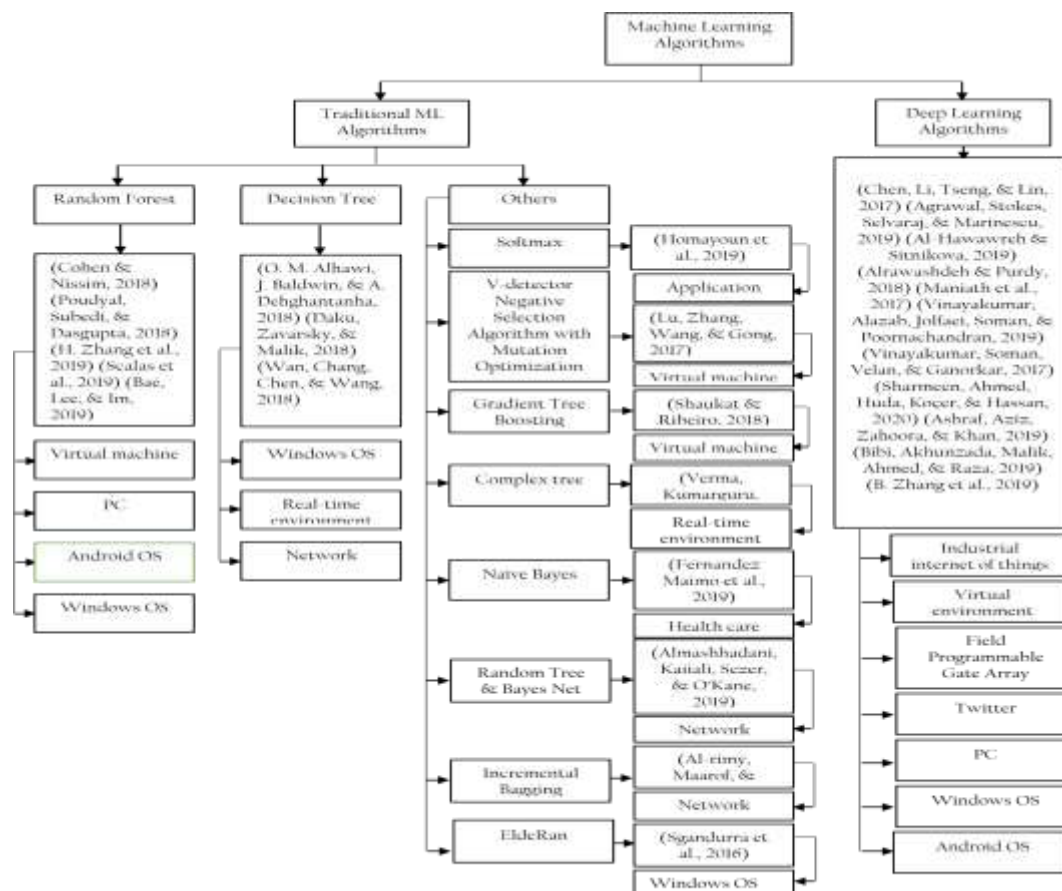 Machine Learning
Algorithms
Traditional ML
Algorithms
Deep Learning
Algorithms
Random Forest
(Cohen &
Nissim, 2018)
(Poudyal,
Subedi, &
Dasgupta, 2018)
(H. Zhang et al.,
2019) (Scalas et
al., 2019) (Bae,
Lee, & Im,
2019)
Virtual machine
PC
Android OS
Windows OS
Decision Tree
(O. M. Alhawi,
J. Baldwin, & A.
Dehghantanha,
2018) (Daku,
Zavarsky, &
Malik, 2018)
(Wan, Chang,
Chen, & Wang,
2018)
Windows OS
Real-time
environment
Network
Others
Softmax
(Homayoun et
al., 2019)
Application
V-detector
Negative
Selection
Algorithm with
Mutation
Optimization
(Lu, Zhang,
Wang, & Gong,
2017)
Virtual machine
Gradient Tree
Boosting
(Shaukat &
Ribeiro, 2018)
Virtual machine
Complex tree
(Verma,
Kumanguru,
Real-time
environment
Naïve Bayes
(Fernandez
Maimo et al.,
2019)
Health care
Random Tree
& Bayes Net
(Almashhadani,
Kaiiali, Sezer,
& O'Kane,
2019)
Network
Incremental
Bagging
(Al-rimy,
Maarof, &
Network
EldeRan
(Sgandurra et
al., 2016)
Windows OS
(Chen, Li, Tseng, & Lin,
2017) (Agrawal, Stokes,
Selvaraj, & Marinescu,
2019) (Al-Hawawreh &
Sitnikova, 2019)
(Alrawashdeh & Purdy,
2018) (Maniath et al.,
2017) (Vinayakumar,
Alazab, Jolfaei, Soman, &
Poornachandran, 2019)
(Vinayakumar, Soman,
Velan, & Ganorkar, 2017)
(Sharmeen, Ahmed,
Huda, Koçer, & Hassan,
2020) (Ashraf, Aziz,
Zahoora, & Khan, 2019)
(Bibi, Akhunzada, Malik,
Ahmed, & Raza, 2019)
(B. Zhang et al., 2019)
Industrial
internet of things
Virtual
environment
Field
Programmable
Gate Array
Twitter
PC
Windows OS
Android OS